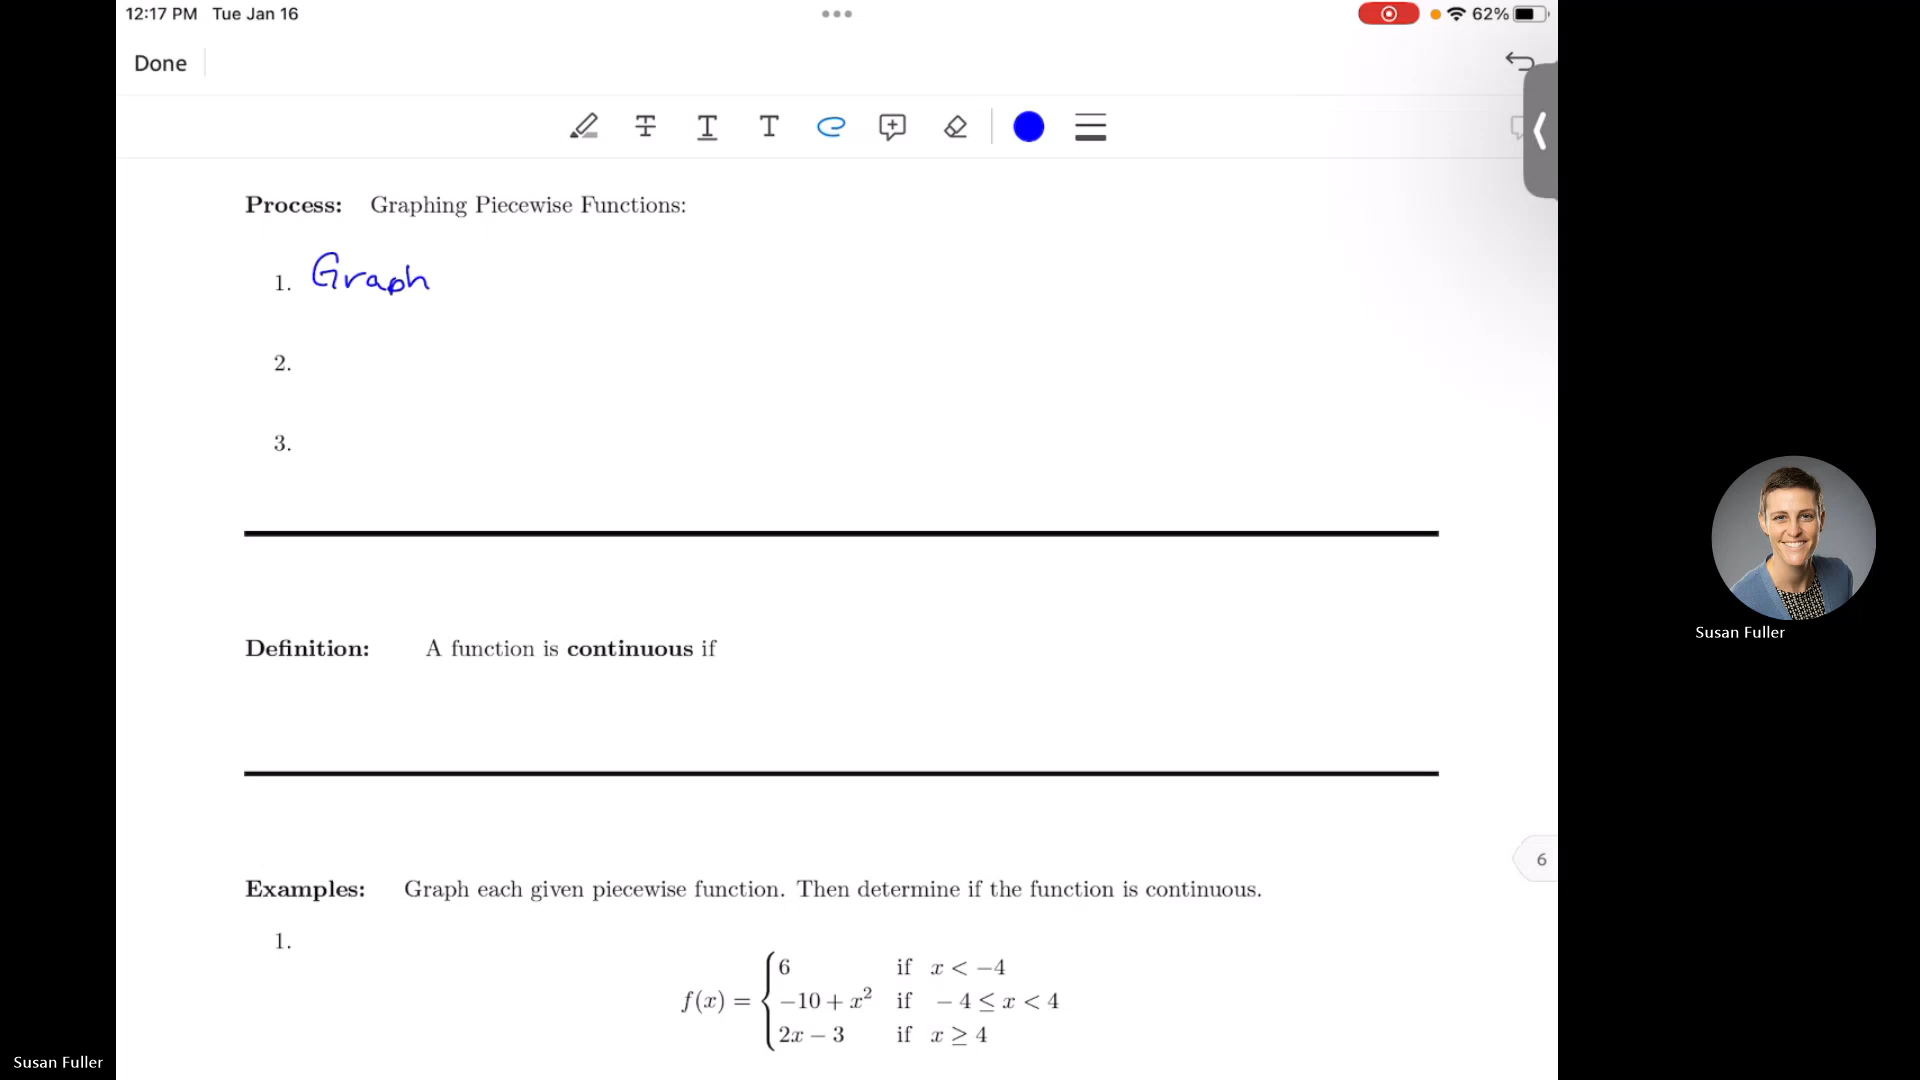 12:17 PM Tue Jan 16
62%
Done
Process: Graphing Piecewise Functions:
1. Graph
2.
3.
Definition: A function is continuous if
6
Examples: Graph each given piecewise function. Then determine if the function is continuous.
1.
6 if x < −4
f(x) = { −10 + x² if − 4 ≤ x < 4
2x − 3 if x ≥ 4
Susan Fuller
Susan Fuller